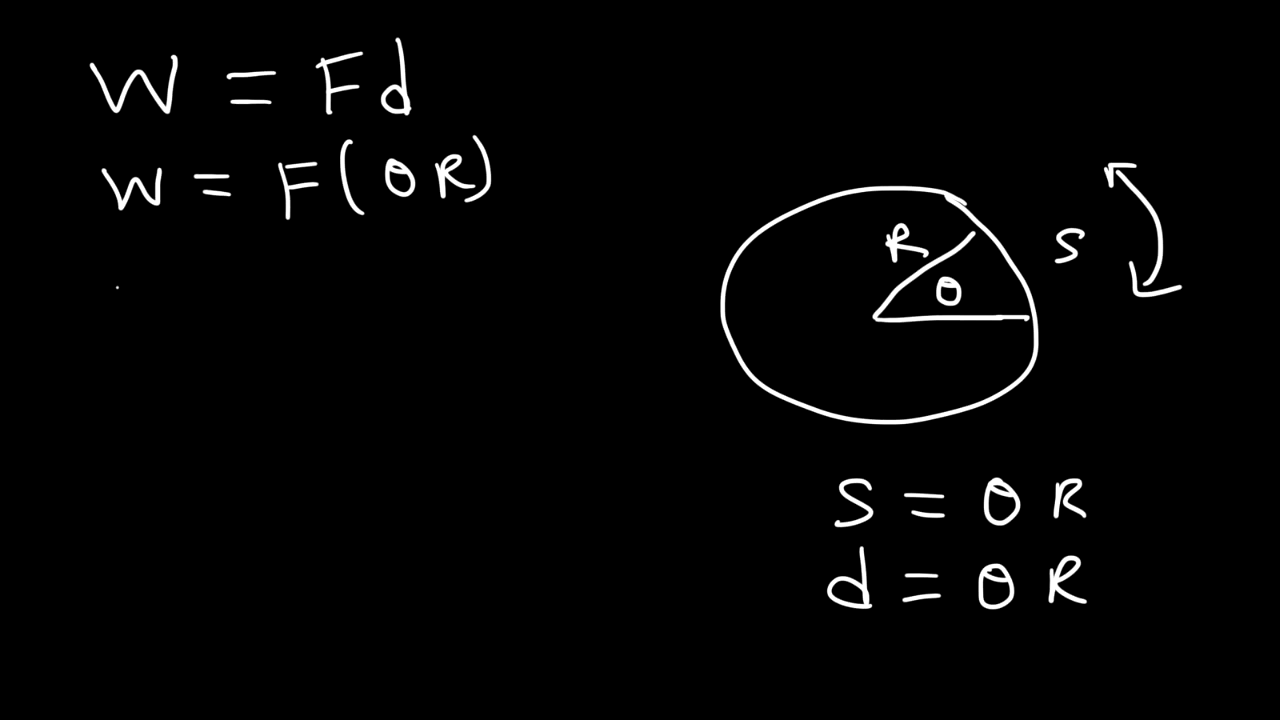 W = Fd
W = F(θR)
R
θ
S
S = θR
d = θR